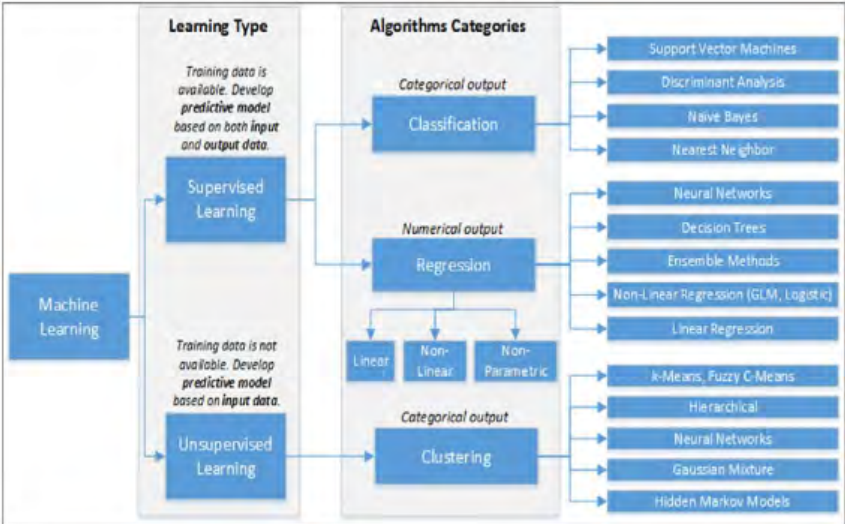 Learning Type
Algorithms Categories
Training data is
available. Develop
predictive model
based on both input
and output data.
Supervised
Learning
Machine
Learning
Training data is not
available. Develop
predictive model
based on input data.
Unsupervised
Learning
Categorical output
Classification
Numerical output
Regression
Linear
Non-
Linear
Non-
Parametric
Categorical output
Clustering
Support Vector Machines
Discriminant Analysis
Naive Bayes
Nearest Neighbor
Neural Networks
Decision Trees
Ensemble Methods
Non-Linear Regression (GLM, Logistic)
Linear Regression
k-Means, Fuzzy C-Means
Hierarchical
Neural Networks
Gaussian Mixture
Hidden Markov Models